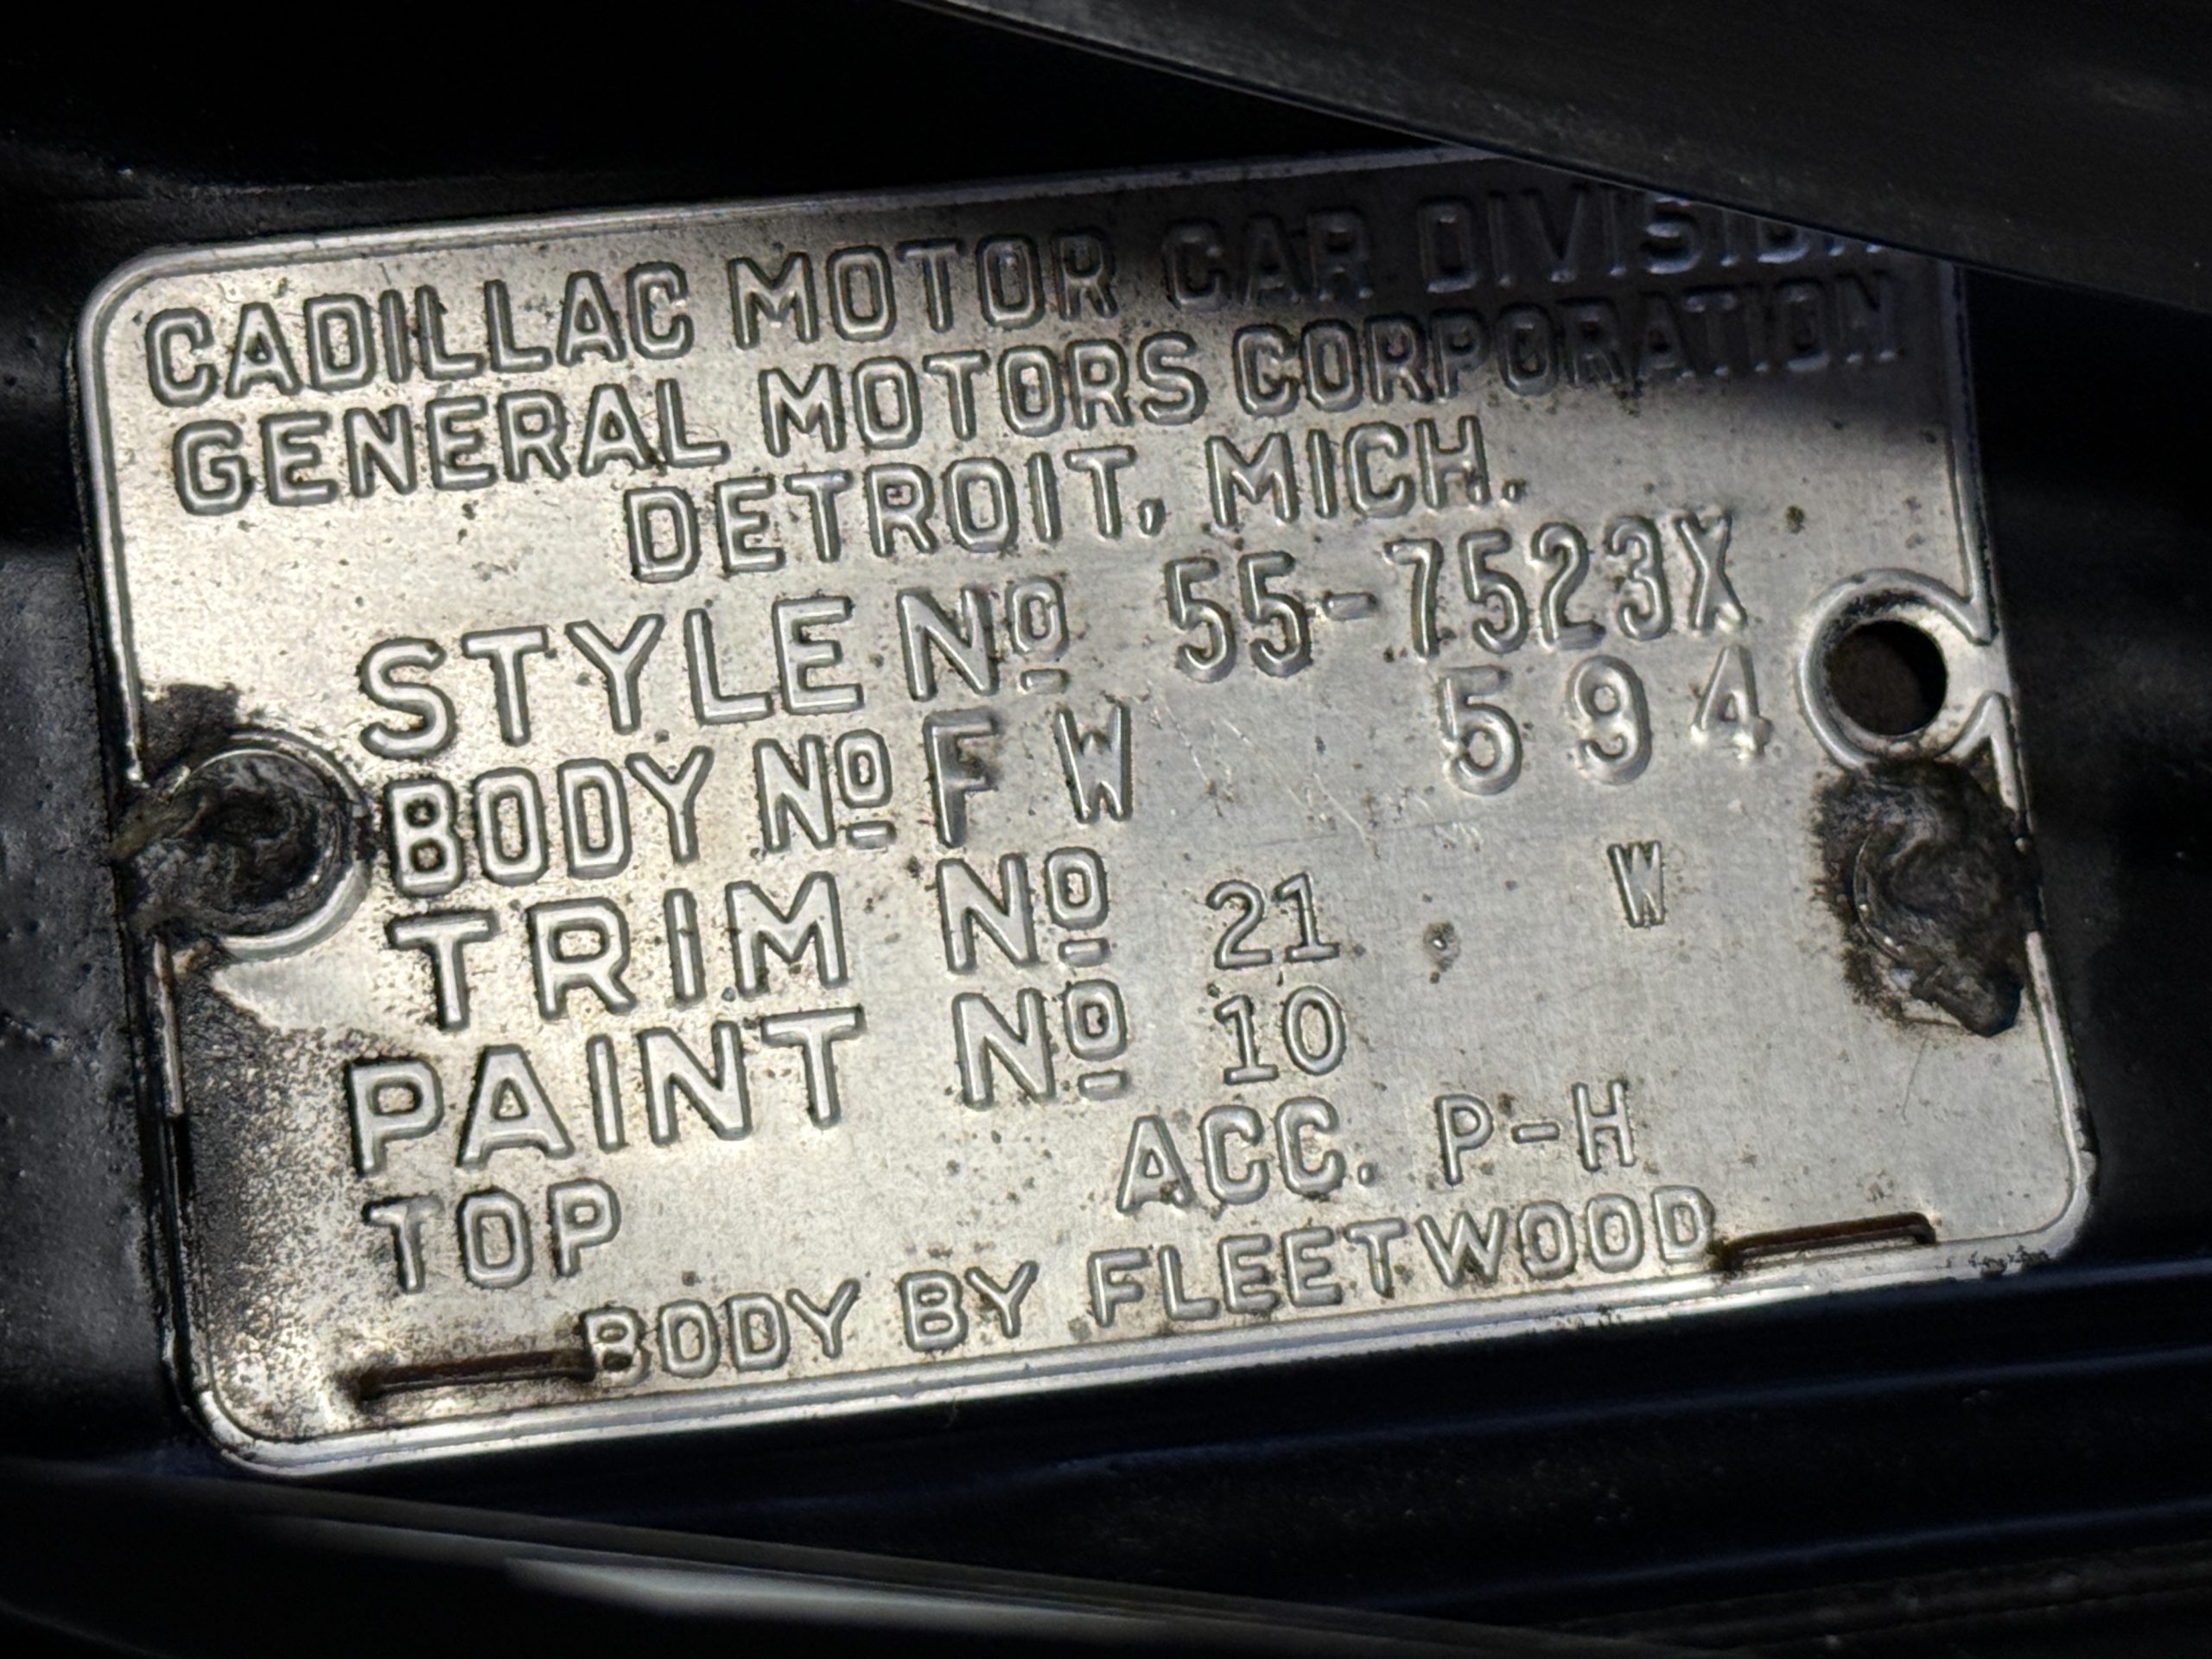 CADILLAC MOTOR CAR DIVISION
GENERAL MOTORS CORPORATION
DETROIT, MICH.
STYLE Nº 55-7523X
BODY Nº FW 594
TRIM Nº 21 W
PAINT Nº 10
ACC. P-H
TOP
BODY BY FLEETWOOD